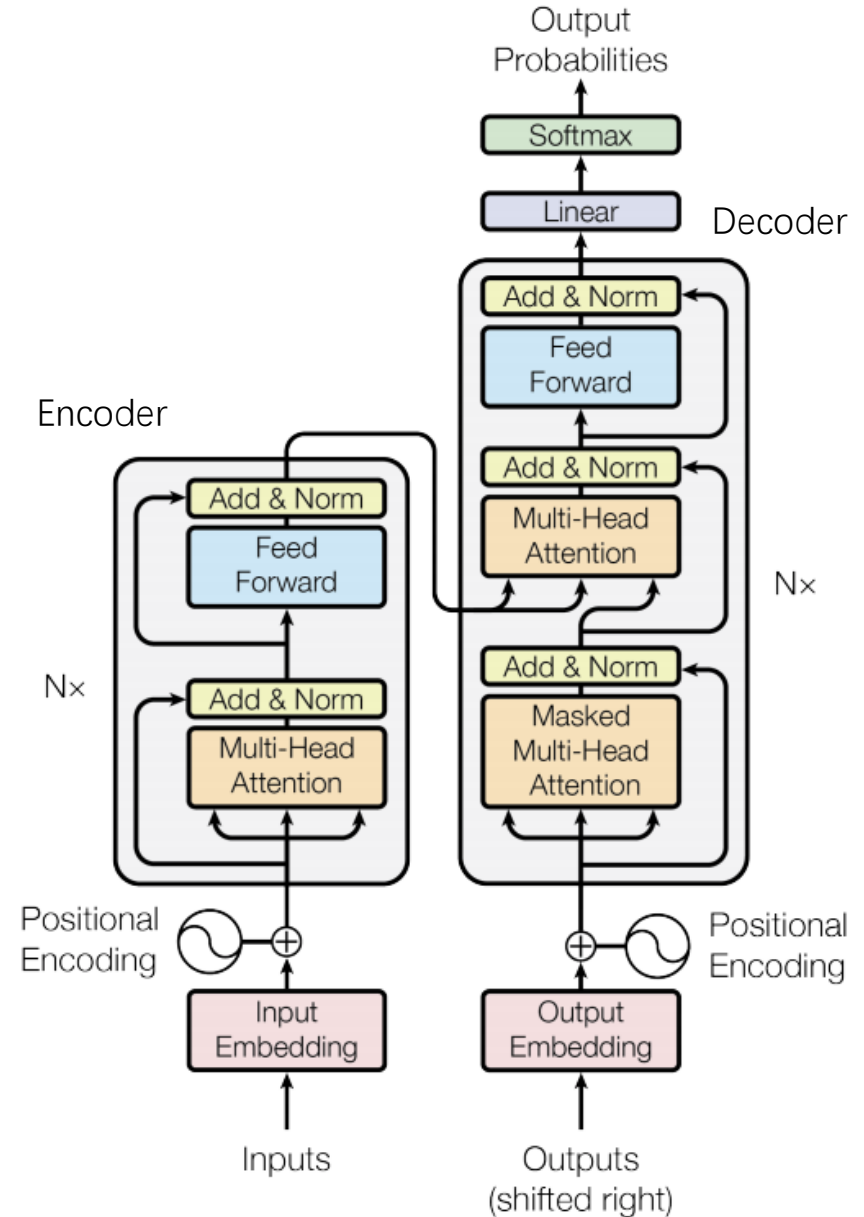 Output
Probabilities
Softmax
Linear
Decoder
Add & Norm
Feed
Forward
Add & Norm
Multi-Head
Attention
Nx
Add & Norm
Masked
Multi-Head
Attention
Positional
Encoding
Output
Embedding
Outputs
(shifted right)
Encoder
Add & Norm
Feed
Forward
Nx
Add & Norm
Multi-Head
Attention
Positional
Encoding
Input
Embedding
Inputs